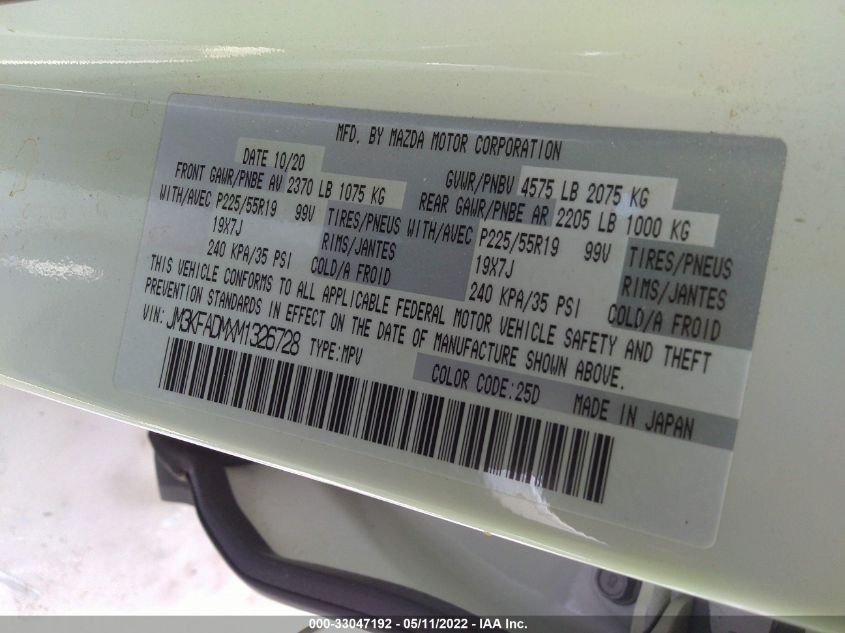 MFD. BY MAZDA MOTOR CORPORATION
DATE 10/20 GVWR/PNBV 4575 LB 2075 KG
FRONT GAWR/PNBE AV 2370 LB 1075 KG REAR GAWR/PNBE AR 2205 LB 1000 KG
WITH/AVEC P225/55R19 99V TIRES/PNEUS WITH/AVEC P225/55R19 99V TIRES/PNEUS
19X7J RIMS/JANTES 19X7J RIMS/JANTES
240 KPA/35 PSI COLD/A FROID 240 KPA/35 PSI COLD/A FROID
THIS VEHICLE CONFORMS TO ALL APPLICABLE FEDERAL MOTOR VEHICLE SAFETY AND THEFT
PREVENTION STANDARDS IN EFFECT ON THE DATE OF MANUFACTURE SHOWN ABOVE.
VIN: JM3KFADMXM1326728 TYPE:MPV
COLOR CODE:25D MADE IN JAPAN
000-33047192 - 05/11/2022 - IAA Inc.